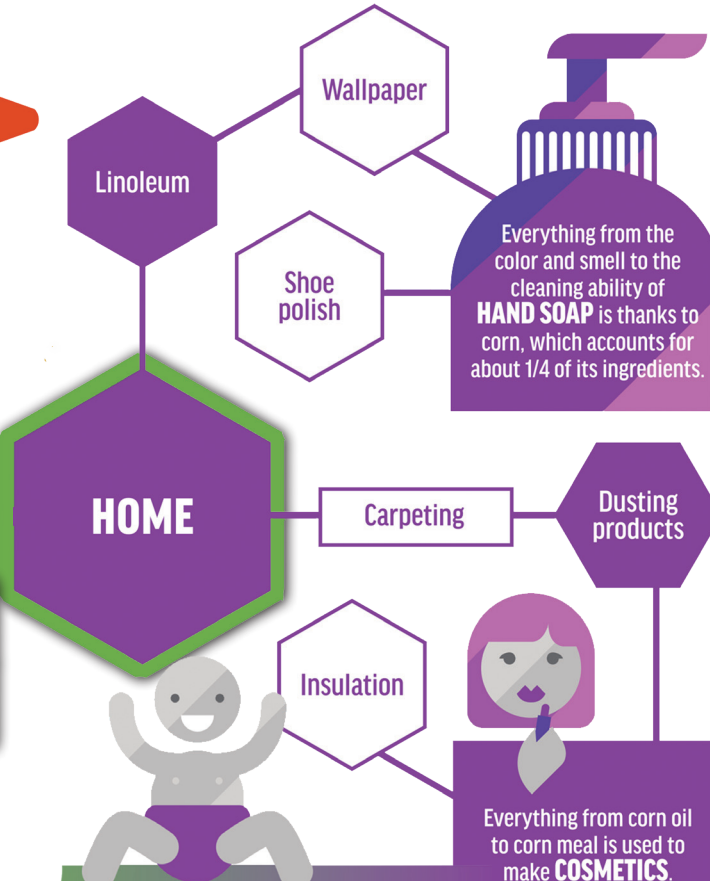 Wallpaper
Linoleum
Everything from the
color and smell to the
cleaning ability of
HAND SOAP is thanks to
corn, which accounts for
about 1/4 of its ingredients.
Shoe
polish
HOME
Carpeting
Dusting
products
Insulation
Everything from corn oil
to corn meal is used to
make COSMETICS.